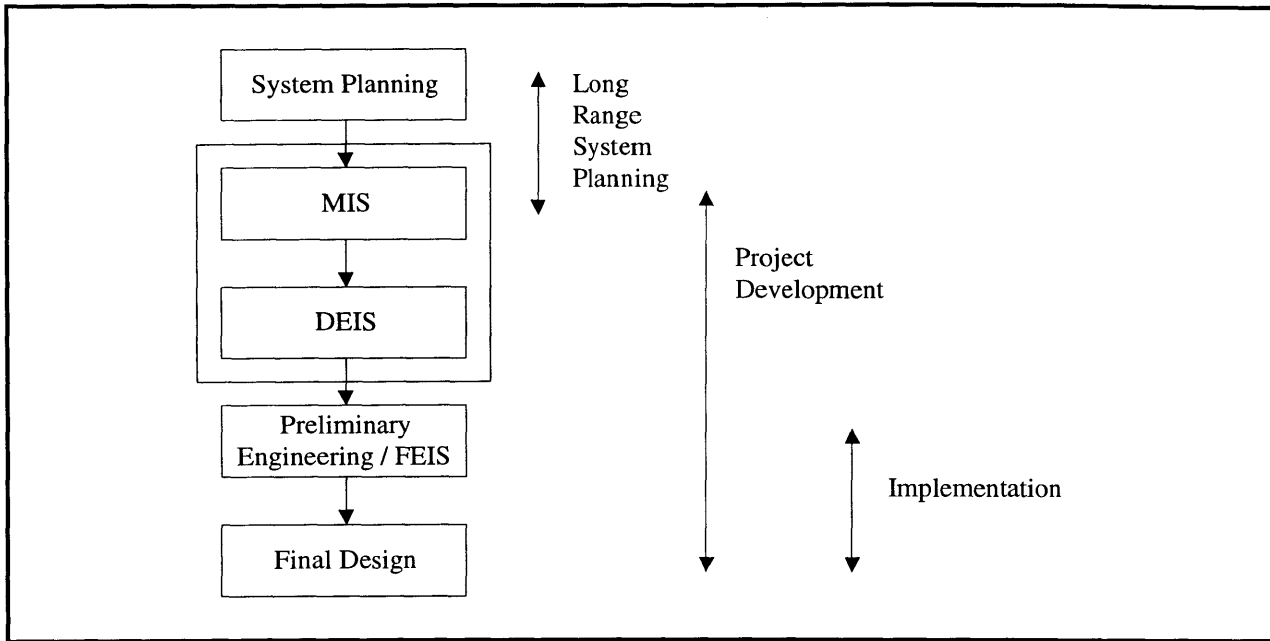 System Planning
MIS
DEIS
Preliminary
Engineering / FEIS
Final Design
Long
Range
System
Planning
Project
Development
Implementation